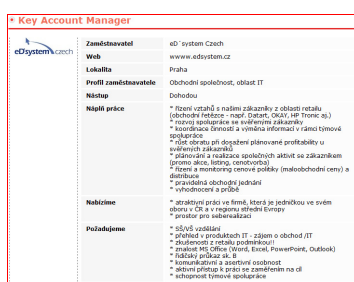 * Key Account Manager
eD'system czech
Zaměstnavatel eD`system Czech
Web wwww.edsystem.cz
Lokalita Praha
Profil zaměstnavatele Obchodní společnost, oblast IT
Nástup Dohodou
Náplň práce * řízení vztahů s našimi zákazníky z oblasti retailu
(obchodní řetězce - např. Datart, OKAY, HP Tronic aj.)
* rozvoj spolupráce se svěřenými zákazníky
* koordinace činností a výměna informací v rámci týmové
spolupráce
* růst obratu při dosažení plánované profitability u
svěřených zákazníků
* plánování a realizace společných aktivit se zákazníkem
(promo akce, listing, cenotvorba)
* řízení a monitoring cenové politiky (maloobchodní ceny) a
distribuce
* pravidelná obchodní jednání
* vyhodnocení a průbě
Nabízíme * atraktivní práci ve firmě, která je jedničkou ve svém
oboru v ČR a v regionu střední Evropy
* prostor pro seberealizaci
Požadujeme * SŠ/VŠ vzdělání
* přehled v produktech IT - zájem o obchod /IT
* zkušenosti z retailu podmínkou!!
* znalost MS Office (Word, Excel, PowerPoint, Outlook)
* řidičský průkaz sk. B
* komunikativní a asertivní osobnost
* aktivní přístup k práci se zaměřením na cíl
* schopnost týmové spolupráce